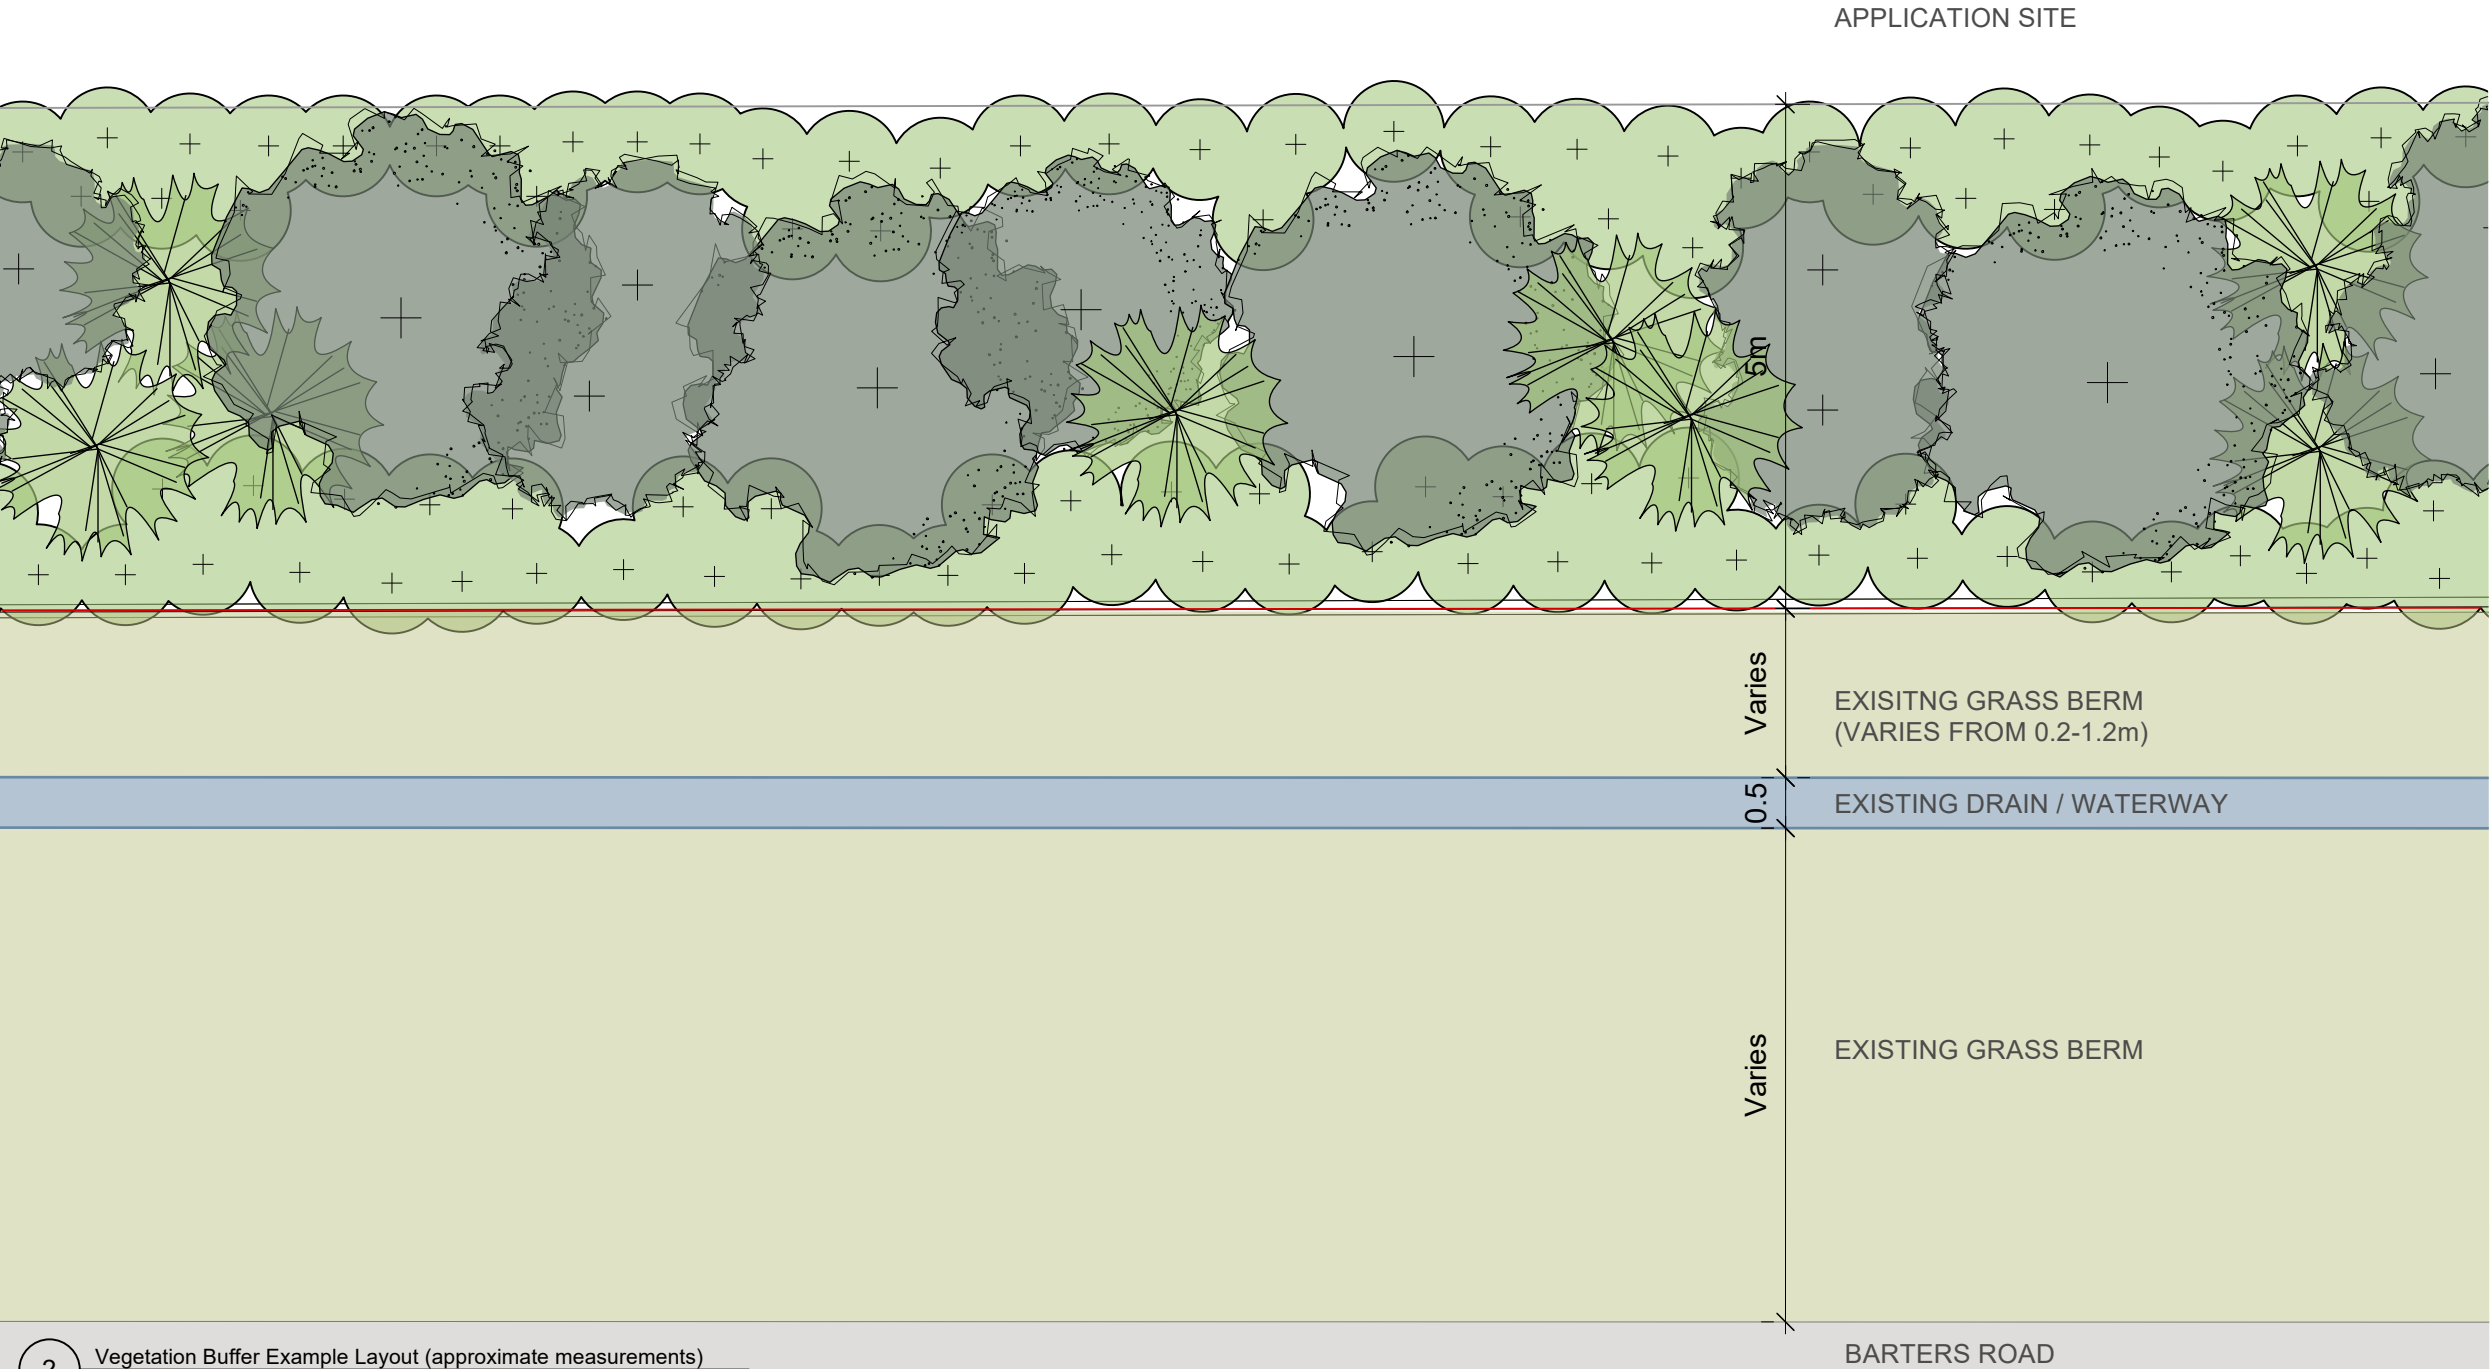 APPLICATION SITE
5m
Varies
EXISITNG GRASS BERM
(VARIES FROM 0.2-1.2m)
0.5
EXISTING DRAIN / WATERWAY
Varies
EXISTING GRASS BERM
2
Vegetation Buffer Example Layout (approximate measurements)
BARTERS ROAD